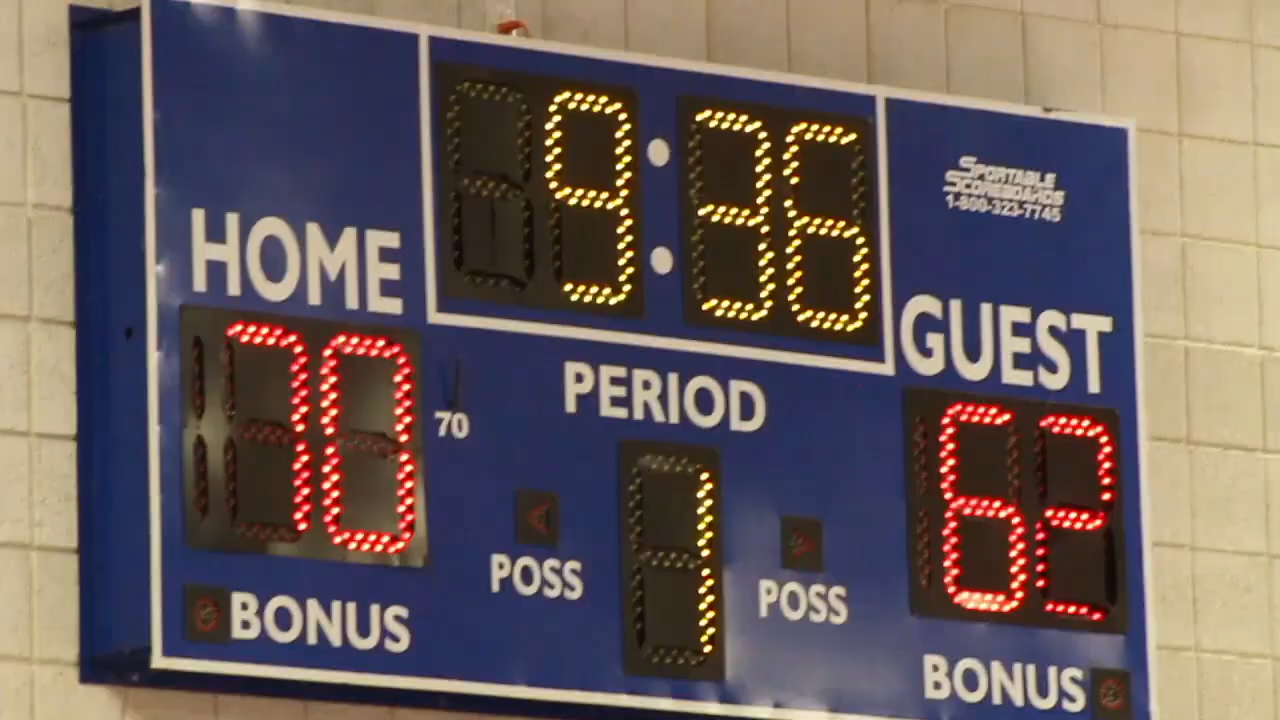 9:36
SPORTABLE
SCOREBOARDS
1-800-323-7745
HOME
GUEST
70
62
70
PERIOD
1
POSS
POSS
BONUS
BONUS